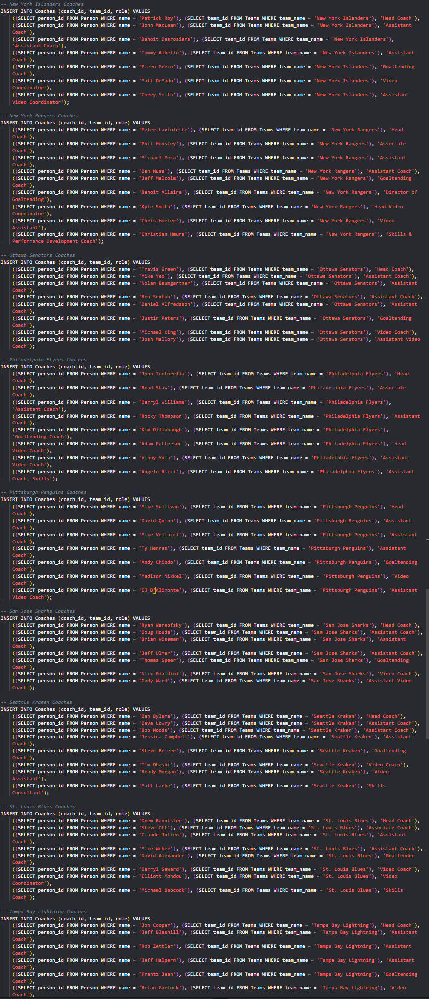 -- New York Islanders Coaches
INSERT INTO Coaches (coach_id, team_id, role) VALUES
((SELECT person_id FROM Person WHERE name = 'Patrick Roy'), (SELECT team_id FROM Teams WHERE team_name = 'New York Islanders'), 'Head Coach'),
((SELECT person_id FROM Person WHERE name = 'John MacLean'), (SELECT team_id FROM Teams WHERE team_name = 'New York Islanders'), 'Assistant
Coach'),
((SELECT person_id FROM Person WHERE name = 'Benoit Desrosiers'), (SELECT team_id FROM Teams WHERE team_name = 'New York Islanders'),
'Assistant Coach'),
((SELECT person_id FROM Person WHERE name = 'Tommy Albelin'), (SELECT team_id FROM Teams WHERE team_name = 'New York Islanders'), 'Assistant
Coach'),
((SELECT person_id FROM Person WHERE name = 'Piero Greco'), (SELECT team_id FROM Teams WHERE team_name = 'New York Islanders'), 'Goaltending
Coach'),
((SELECT person_id FROM Person WHERE name = 'Matt DeMado'), (SELECT team_id FROM Teams WHERE team_name = 'New York Islanders'), 'Video
Coordinator'),
((SELECT person_id FROM Person WHERE name = 'Corey Smith'), (SELECT team_id FROM Teams WHERE team_name = 'New York Islanders'), 'Assistant
Video Coordinator');
-- New York Rangers Coaches
INSERT INTO Coaches (coach_id, team_id, role) VALUES
((SELECT person_id FROM Person WHERE name = 'Peter Laviolette'), (SELECT team_id FROM Teams WHERE team_name = 'New York Rangers'), 'Head
Coach'),
((SELECT person_id FROM Person WHERE name = 'Phil Housley'), (SELECT team_id FROM Teams WHERE team_name = 'New York Rangers'), 'Associate
Coach'),
((SELECT person_id FROM Person WHERE name = 'Michael Peca'), (SELECT team_id FROM Teams WHERE team_name = 'New York Rangers'), 'Assistant
Coach'),
((SELECT person_id FROM Person WHERE name = 'Dan Muse'), (SELECT team_id FROM Teams WHERE team_name = 'New York Rangers'), 'Assistant Coach'),
((SELECT person_id FROM Person WHERE name = 'Jeff Malcolm'), (SELECT team_id FROM Teams WHERE team_name = 'New York Rangers'), 'Goaltending
Coach'),
((SELECT person_id FROM Person WHERE name = 'Benoit Allaire'), (SELECT team_id FROM Teams WHERE team_name = 'New York Rangers'), 'Director of
Goaltending'),
((SELECT person_id FROM Person WHERE name = 'Kyle Smith'), (SELECT team_id FROM Teams WHERE team_name = 'New York Rangers'), 'Head Video
Coordinator'),
((SELECT person_id FROM Person WHERE name = 'Chris Hoeler'), (SELECT team_id FROM Teams WHERE team_name = 'New York Rangers'), 'Video
Assistant'),
((SELECT person_id FROM Person WHERE name = 'Christian Hmura'), (SELECT team_id FROM Teams WHERE team_name = 'New York Rangers'), 'Skills &
Performance Development Coach');
-- Ottawa Senators Coaches
INSERT INTO Coaches (coach_id, team_id, role) VALUES
((SELECT person_id FROM Person WHERE name = 'Travis Green'), (SELECT team_id FROM Teams WHERE team_name = 'Ottawa Senators'), 'Head Coach'),
((SELECT person_id FROM Person WHERE name = 'Mike Yeo'), (SELECT team_id FROM Teams WHERE team_name = 'Ottawa Senators'), 'Assistant Coach'),
((SELECT person_id FROM Person WHERE name = 'Nolan Baumgartner'), (SELECT team_id FROM Teams WHERE team_name = 'Ottawa Senators'), 'Assistant
Coach'),
((SELECT person_id FROM Person WHERE name = 'Ben Sexton'), (SELECT team_id FROM Teams WHERE team_name = 'Ottawa Senators'), 'Assistant Coach'),
((SELECT person_id FROM Person WHERE name = 'Daniel Alfredsson'), (SELECT team_id FROM Teams WHERE team_name = 'Ottawa Senators'), 'Assistant
Coach'),
((SELECT person_id FROM Person WHERE name = 'Justin Peters'), (SELECT team_id FROM Teams WHERE team_name = 'Ottawa Senators'), 'Goaltending
Coach'),
((SELECT person_id FROM Person WHERE name = 'Michael King'), (SELECT team_id FROM Teams WHERE team_name = 'Ottawa Senators'), 'Video Coach'),
((SELECT person_id FROM Person WHERE name = 'Josh Mallory'), (SELECT team_id FROM Teams WHERE team_name = 'Ottawa Senators'), 'Assistant Video
Coach');
-- Philadelphia Flyers Coaches
INSERT INTO Coaches (coach_id, team_id, role) VALUES
((SELECT person_id FROM Person WHERE name = 'John Tortorella'), (SELECT team_id FROM Teams WHERE team_name = 'Philadelphia Flyers'), 'Head
Coach'),
((SELECT person_id FROM Person WHERE name = 'Brad Shaw'), (SELECT team_id FROM Teams WHERE team_name = 'Philadelphia Flyers'), 'Associate
Coach'),
((SELECT person_id FROM Person WHERE name = 'Darryl Williams'), (SELECT team_id FROM Teams WHERE team_name = 'Philadelphia Flyers'),
'Assistant Coach'),
((SELECT person_id FROM Person WHERE name = 'Rocky Thompson'), (SELECT team_id FROM Teams WHERE team_name = 'Philadelphia Flyers'), 'Assistant
Coach'),
((SELECT person_id FROM Person WHERE name = 'Kim Dillabaugh'), (SELECT team_id FROM Teams WHERE team_name = 'Philadelphia Flyers'),
'Goaltending Coach'),
((SELECT person_id FROM Person WHERE name = 'Adam Patterson'), (SELECT team_id FROM Teams WHERE team_name = 'Philadelphia Flyers'), 'Head
Video Coach'),
((SELECT person_id FROM Person WHERE name = 'Vinny Yula'), (SELECT team_id FROM Teams WHERE team_name = 'Philadelphia Flyers'), 'Assistant
Video Coach'),
((SELECT person_id FROM Person WHERE name = 'Angelo Ricci'), (SELECT team_id FROM Teams WHERE team_name = 'Philadelphia Flyers'), 'Assistant
Coach, Skills');
-- Pittsburgh Penguins Coaches
INSERT INTO Coaches (coach_id, team_id, role) VALUES
((SELECT person_id FROM Person WHERE name = 'Mike Sullivan'), (SELECT team_id FROM Teams WHERE team_name = 'Pittsburgh Penguins'), 'Head
Coach'),
((SELECT person_id FROM Person WHERE name = 'David Quinn'), (SELECT team_id FROM Teams WHERE team_name = 'Pittsburgh Penguins'), 'Assistant
Coach'),
((SELECT person_id FROM Person WHERE name = 'Mike Vellucci'), (SELECT team_id FROM Teams WHERE team_name = 'Pittsburgh Penguins'), 'Assistant
Coach'),
((SELECT person_id FROM Person WHERE name = 'Ty Hennes'), (SELECT team_id FROM Teams WHERE team_name = 'Pittsburgh Penguins'), 'Assistant
Coach'),
((SELECT person_id FROM Person WHERE name = 'Andy Chiodo'), (SELECT team_id FROM Teams WHERE team_name = 'Pittsburgh Penguins'), 'Goaltending
Coach'),
((SELECT person_id FROM Person WHERE name = 'Madison Nikkel'), (SELECT team_id FROM Teams WHERE team_name = 'Pittsburgh Penguins'), 'Video
Coach'),
((SELECT person_id FROM Person WHERE name = 'CJ D’Alimonte'), (SELECT team_id FROM Teams WHERE team_name = 'Pittsburgh Penguins'), 'Assistant
Video Coach');
-- San Jose Sharks Coaches
INSERT INTO Coaches (coach_id, team_id, role) VALUES
((SELECT person_id FROM Person WHERE name = 'Ryan Warsofsky'), (SELECT team_id FROM Teams WHERE team_name = 'San Jose Sharks'), 'Head Coach'),
((SELECT person_id FROM Person WHERE name = 'Doug Houda'), (SELECT team_id FROM Teams WHERE team_name = 'San Jose Sharks'), 'Assistant Coach'),
((SELECT person_id FROM Person WHERE name = 'Brian Wiseman'), (SELECT team_id FROM Teams WHERE team_name = 'San Jose Sharks'), 'Assistant
Coach'),
((SELECT person_id FROM Person WHERE name = 'Jeff Ulmer'), (SELECT team_id FROM Teams WHERE team_name = 'San Jose Sharks'), 'Assistant Coach'),
((SELECT person_id FROM Person WHERE name = 'Thomas Speer'), (SELECT team_id FROM Teams WHERE team_name = 'San Jose Sharks'), 'Goaltending
Coach'),
((SELECT person_id FROM Person WHERE name = 'Nick Gialdini'), (SELECT team_id FROM Teams WHERE team_name = 'San Jose Sharks'), 'Video Coach'),
((SELECT person_id FROM Person WHERE name = 'Cody Ward'), (SELECT team_id FROM Teams WHERE team_name = 'San Jose Sharks'), 'Assistant Video
Coach');
-- Seattle Kraken Coaches
INSERT INTO Coaches (coach_id, team_id, role) VALUES
((SELECT person_id FROM Person WHERE name = 'Dan Bylsma'), (SELECT team_id FROM Teams WHERE team_name = 'Seattle Kraken'), 'Head Coach'),
((SELECT person_id FROM Person WHERE name = 'Dave Lowry'), (SELECT team_id FROM Teams WHERE team_name = 'Seattle Kraken'), 'Assistant Coach'),
((SELECT person_id FROM Person WHERE name = 'Bob Woods'), (SELECT team_id FROM Teams WHERE team_name = 'Seattle Kraken'), 'Assistant Coach'),
((SELECT person_id FROM Person WHERE name = 'Jessica Campbell'), (SELECT team_id FROM Teams WHERE team_name = 'Seattle Kraken'), 'Assistant
Coach'),
((SELECT person_id FROM Person WHERE name = 'Steve Briere'), (SELECT team_id FROM Teams WHERE team_name = 'Seattle Kraken'), 'Goaltending
Coach'),
((SELECT person_id FROM Person WHERE name = 'Tim Ohashi'), (SELECT team_id FROM Teams WHERE team_name = 'Seattle Kraken'), 'Video Coach'),
((SELECT person_id FROM Person WHERE name = 'Brady Morgan'), (SELECT team_id FROM Teams WHERE team_name = 'Seattle Kraken'), 'Video
Assistant'),
((SELECT person_id FROM Person WHERE name = 'Matt Larke'), (SELECT team_id FROM Teams WHERE team_name = 'Seattle Kraken'), 'Skills
Consultant');
-- St. Louis Blues Coaches
INSERT INTO Coaches (coach_id, team_id, role) VALUES
((SELECT person_id FROM Person WHERE name = 'Drew Bannister'), (SELECT team_id FROM Teams WHERE team_name = 'St. Louis Blues'), 'Head Coach'),
((SELECT person_id FROM Person WHERE name = 'Steve Ott'), (SELECT team_id FROM Teams WHERE team_name = 'St. Louis Blues'), 'Associate Coach'),
((SELECT person_id FROM Person WHERE name = 'Claude Julien'), (SELECT team_id FROM Teams WHERE team_name = 'St. Louis Blues'), 'Assistant
Coach'),
((SELECT person_id FROM Person WHERE name = 'Mike Weber'), (SELECT team_id FROM Teams WHERE team_name = 'St. Louis Blues'), 'Assistant Coach'),
((SELECT person_id FROM Person WHERE name = 'David Alexander'), (SELECT team_id FROM Teams WHERE team_name = 'St. Louis Blues'), 'Goaltender
Coach'),
((SELECT person_id FROM Person WHERE name = 'Darryl Seward'), (SELECT team_id FROM Teams WHERE team_name = 'St. Louis Blues'), 'Video Coach'),
((SELECT person_id FROM Person WHERE name = 'Elliott Mondou'), (SELECT team_id FROM Teams WHERE team_name = 'St. Louis Blues'), 'Video
Coordinator'),
((SELECT person_id FROM Person WHERE name = 'Michael Babcock'), (SELECT team_id FROM Teams WHERE team_name = 'St. Louis Blues'), 'Skills
Coach');
-- Tampa Bay Lightning Coaches
INSERT INTO Coaches (coach_id, team_id, role) VALUES
((SELECT person_id FROM Person WHERE name = 'Jon Cooper'), (SELECT team_id FROM Teams WHERE team_name = 'Tampa Bay Lightning'), 'Head Coach'),
((SELECT person_id FROM Person WHERE name = 'Jeff Blashill'), (SELECT team_id FROM Teams WHERE team_name = 'Tampa Bay Lightning'), 'Assistant
Coach'),
((SELECT person_id FROM Person WHERE name = 'Rob Zettler'), (SELECT team_id FROM Teams WHERE team_name = 'Tampa Bay Lightning'), 'Assistant
Coach'),
((SELECT person_id FROM Person WHERE name = 'Jeff Halpern'), (SELECT team_id FROM Teams WHERE team_name = 'Tampa Bay Lightning'), 'Assistant
Coach'),
((SELECT person_id FROM Person WHERE name = 'Frantz Jean'), (SELECT team_id FROM Teams WHERE team_name = 'Tampa Bay Lightning'), 'Goaltending
Coach'),
((SELECT person_id FROM Person WHERE name = 'Brian Garlock'), (SELECT team_id FROM Teams WHERE team_name = 'Tampa Bay Lightning'), 'Video
Coach'),